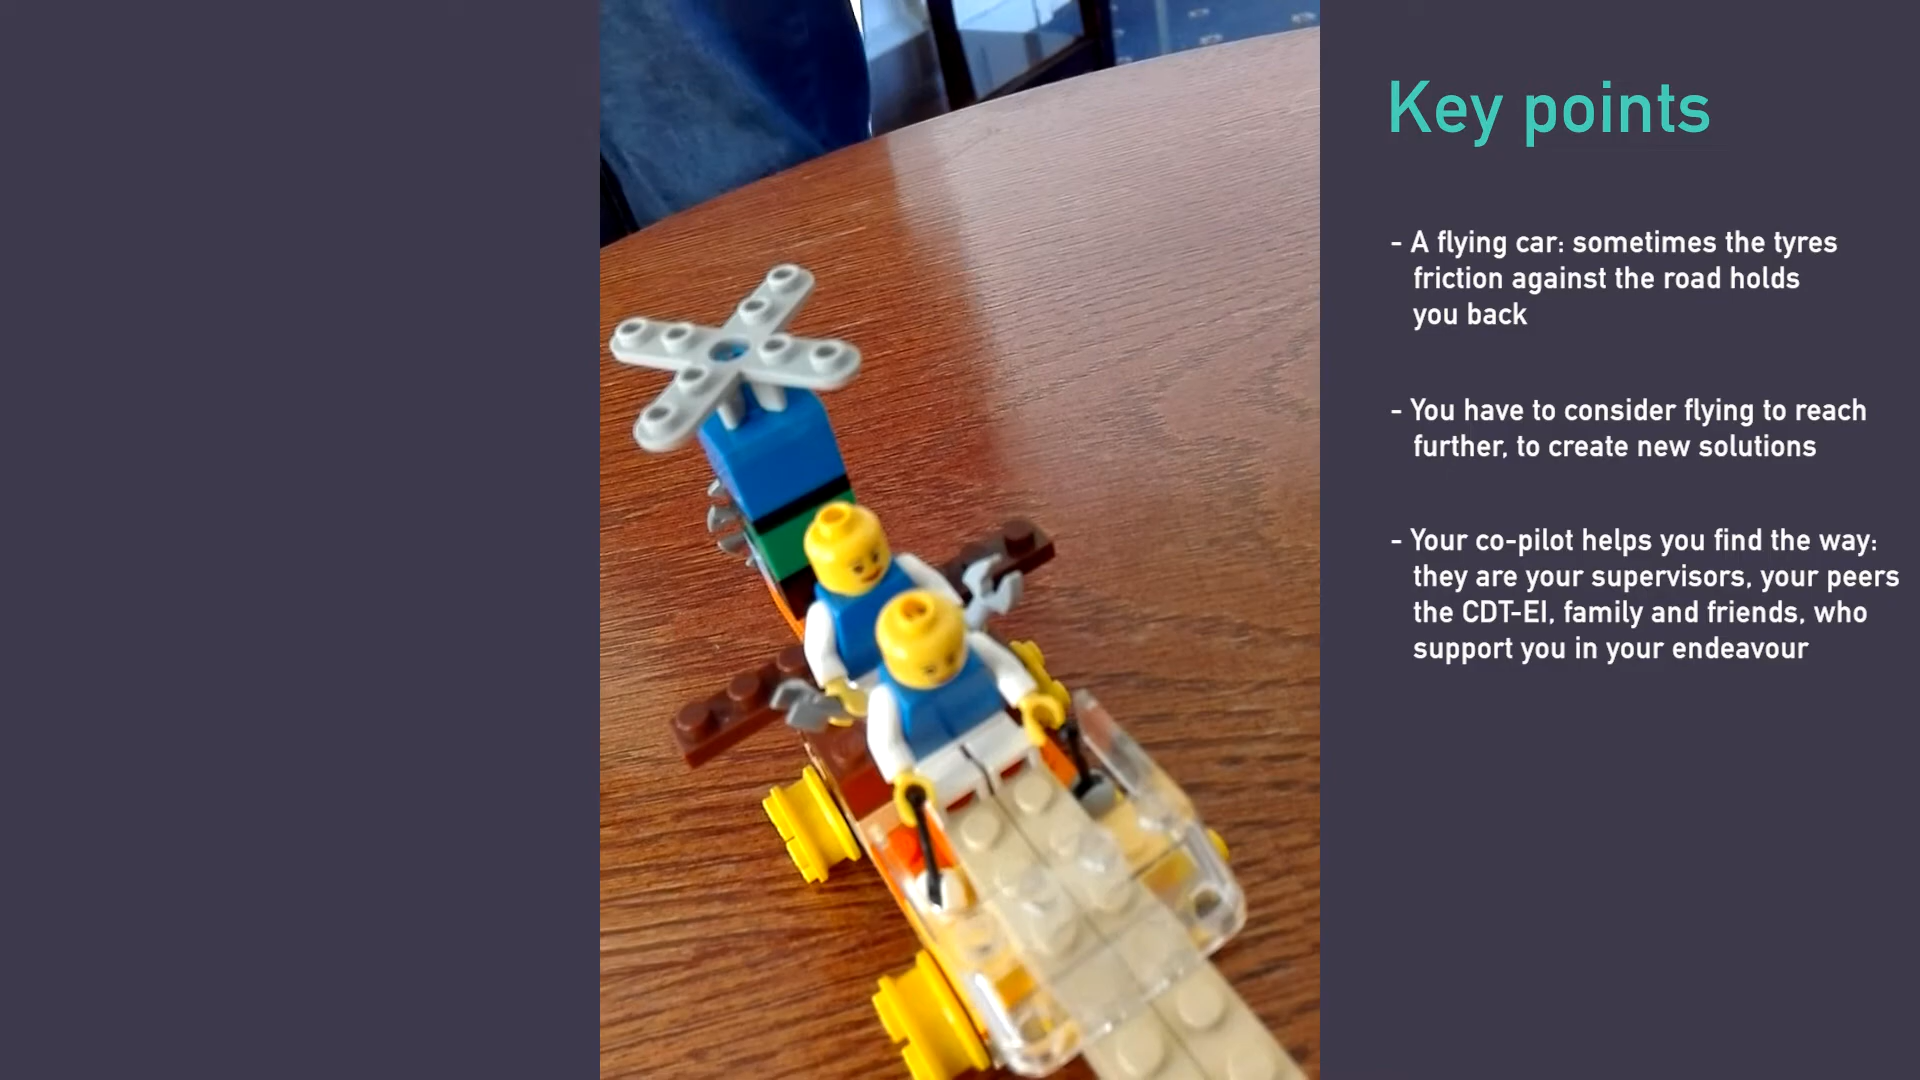 Key points
- A flying car: sometimes the tyres
friction against the road holds
you back
- You have to consider flying to reach
further, to create new solutions
- Your co-pilot helps you find the way:
they are your supervisors, your peers
the CDT-EI, family and friends, who
support you in your endeavour